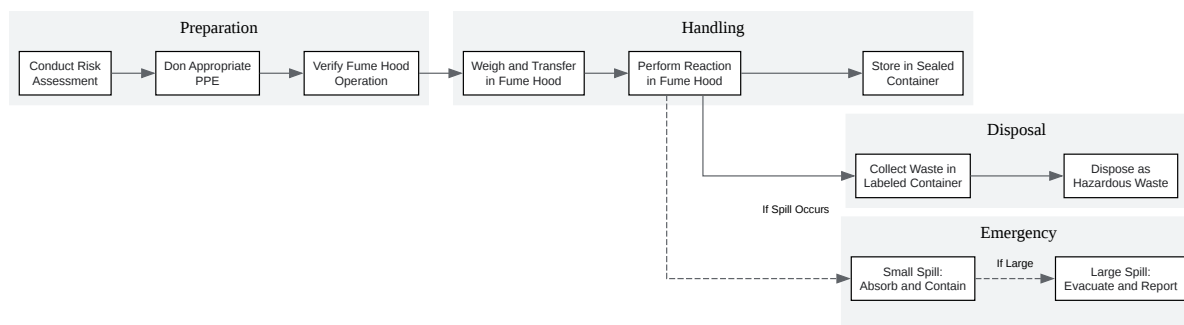 Preparation
Handling
Conduct Risk
Assessment
Don Appropriate
PPE
Verify Fume Hood
Operation
Weigh and Transfer
in Fume Hood
Perform Reaction
in Fume Hood
Store in Sealed
Container
Disposal
Collect Waste in
Labeled Container
Dispose as
Hazardous Waste
If Spill Occurs
Emergency
Small Spill:
Absorb and Contain
If Large
Large Spill:
Evacuate and Report